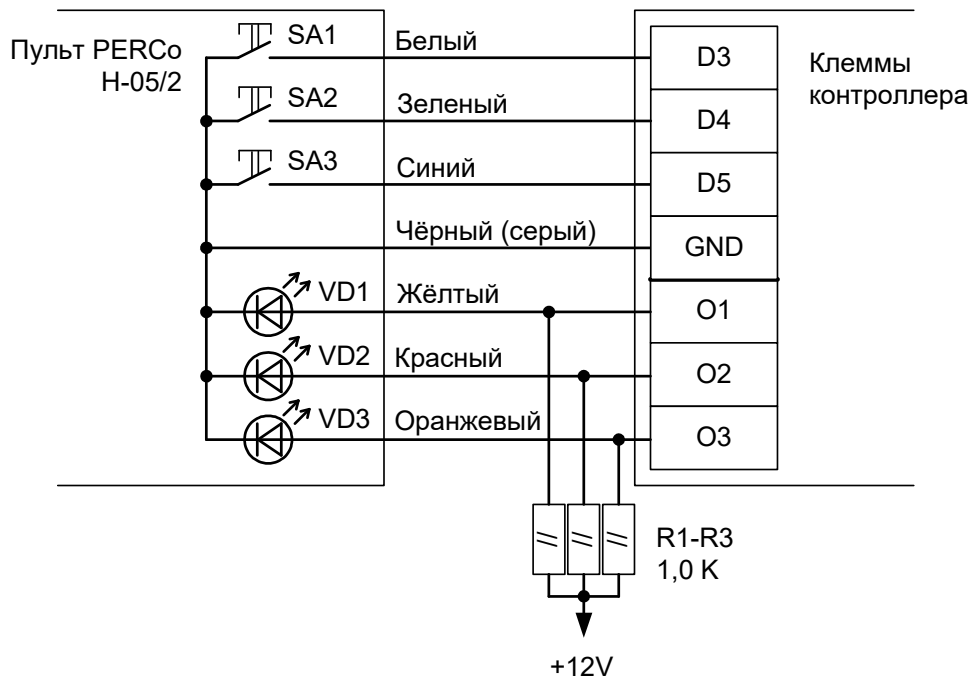 Пульт PERCo
H-05/2
SA1
Белый
D3
Клеммы
контроллера
SA2
Зеленый
D4
SA3
Синий
D5
Чёрный (серый)
GND
VD1
Жёлтый
O1
VD2
Красный
O2
VD3
Оранжевый
O3
R1-R3
1,0 K
+12V